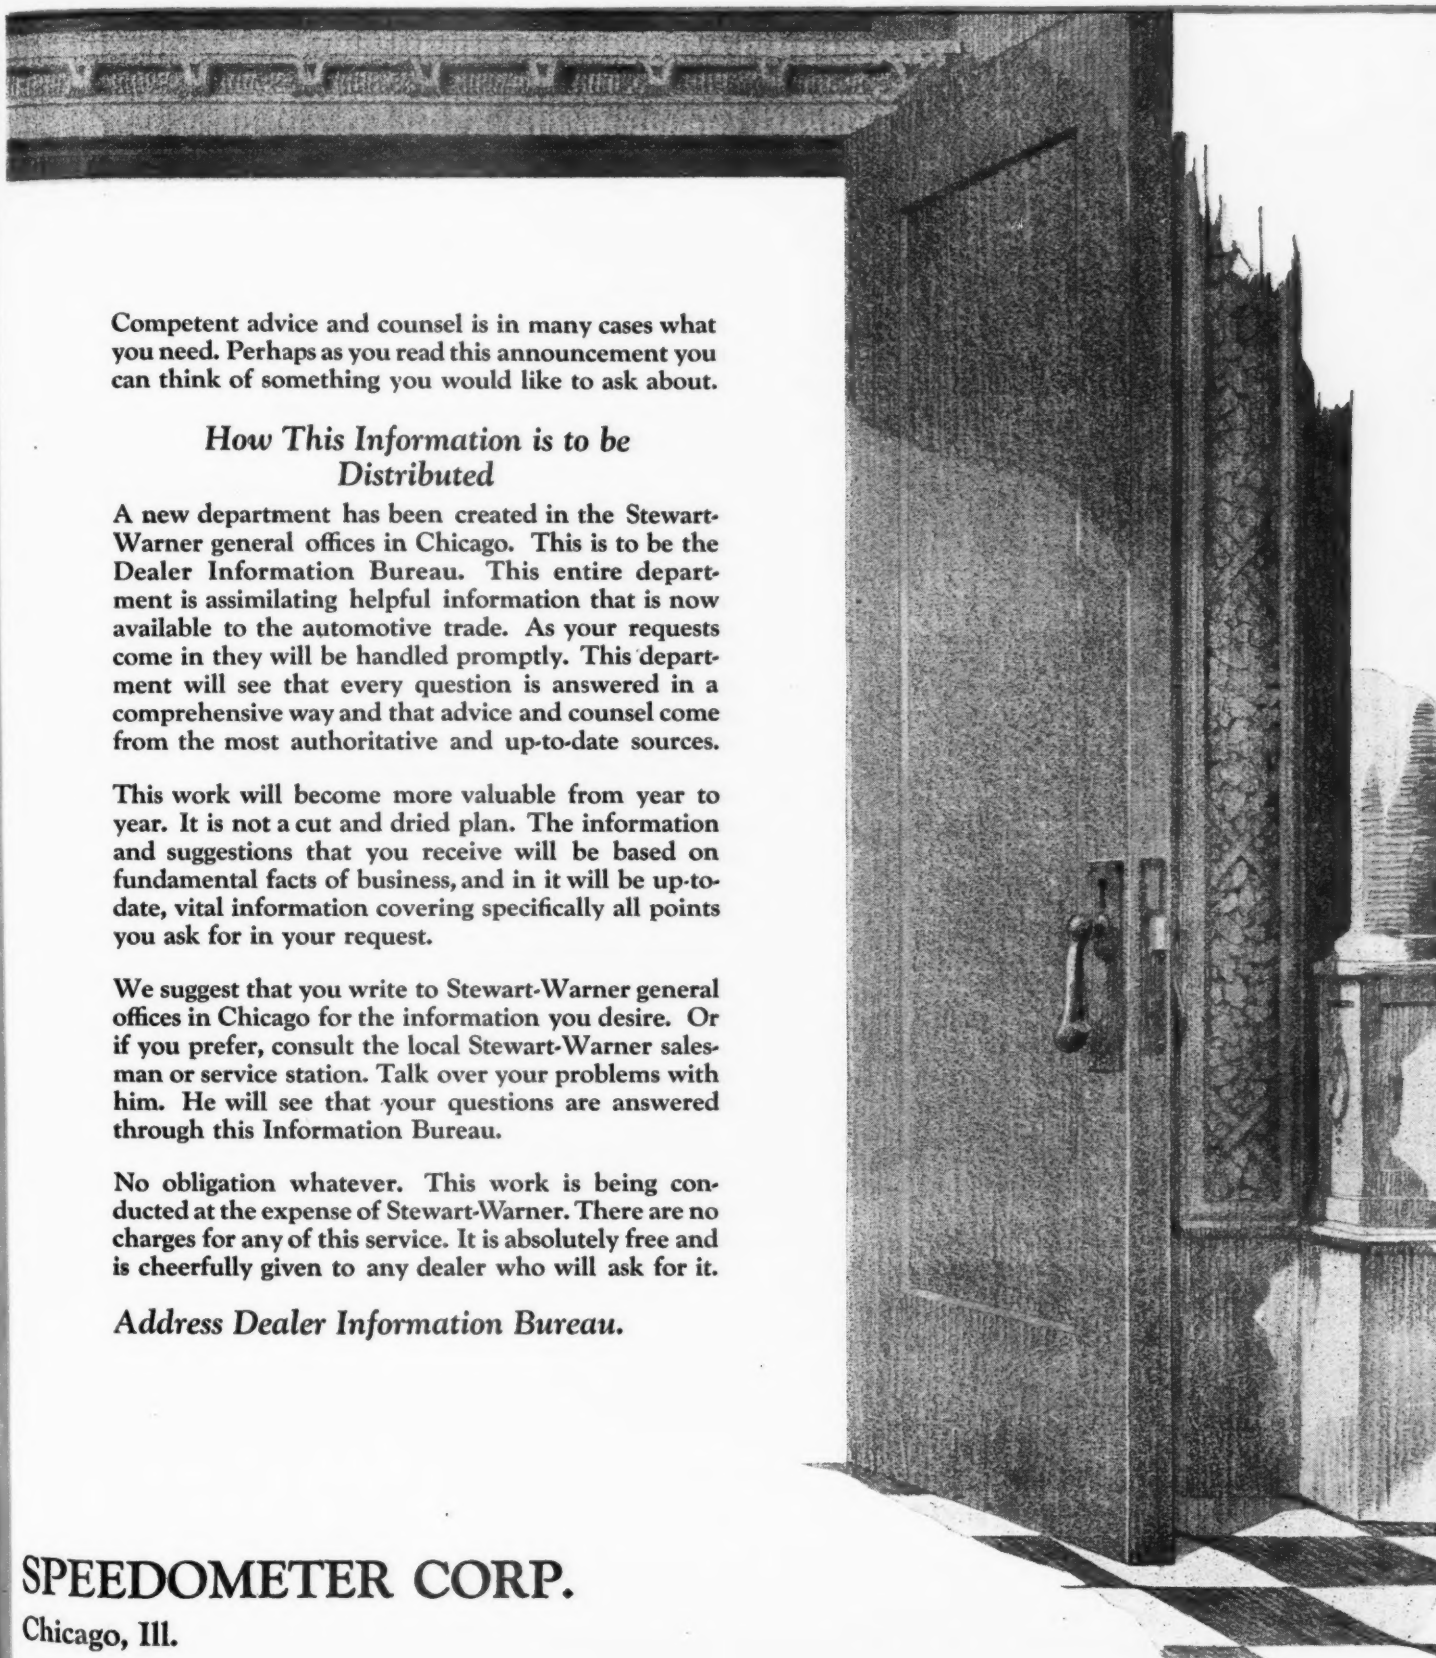 Competent advice and counsel is in many cases what
you need. Perhaps as you read this announcement you
can think of something you would like to ask about.
How This Information is to be
Distributed
A new department has been created in the Stewart-
Warner general offices in Chicago. This is to be the
Dealer Information Bureau. This entire depart-
ment is assimilating helpful information that is now
available to the automotive trade. As your requests
come in they will be handled promptly. This depart-
ment will see that every question is answered in a
comprehensive way and that advice and counsel come
from the most authoritative and up-to-date sources.
This work will become more valuable from year to
year. It is not a cut and dried plan. The information
and suggestions that you receive will be based on
fundamental facts of business, and in it will be up-to-
date, vital information covering specifically all points
you ask for in your request.
We suggest that you write to Stewart-Warner general
offices in Chicago for the information you desire. Or
if you prefer, consult the local Stewart-Warner sales-
man or service station. Talk over your problems with
him. He will see that your questions are answered
through this Information Bureau.
No obligation whatever. This work is being con-
ducted at the expense of Stewart-Warner. There are no
charges for any of this service. It is absolutely free and
is cheerfully given to any dealer who will ask for it.
Address Dealer Information Bureau.
SPEEDOMETER CORP.
Chicago, Ill.